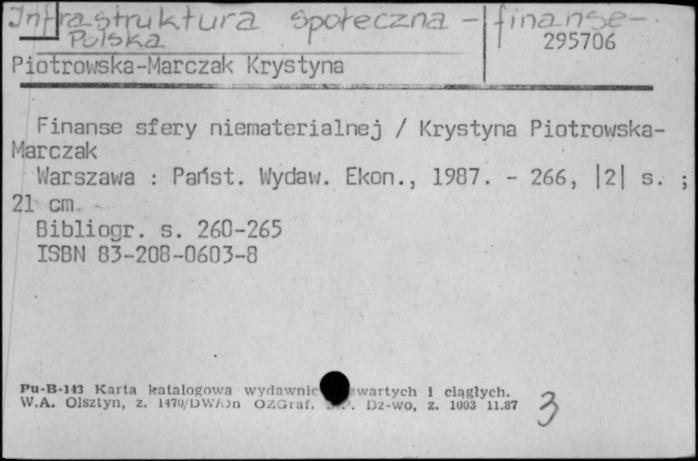 Infrastruktura społeczna - finanse-
Polska
295706
Piotrowska-Marczak Krystyna
Finanse sfery niematerialnej / Krystyna Piotrowska-
Marczak
Warszawa : Państ. Wydaw. Ekon., 1987. - 266, |2| s. ;
21 cm
Bibliogr. s. 260-265
ISBN 83-208-0603-8
Pu-B-143 Karta katalogowa wydawnic wartych i ciągłych.
W.A. Olsztyn, z. 1470/DW/On OZGraf. Dz-wo, z. 1003 11.87
3